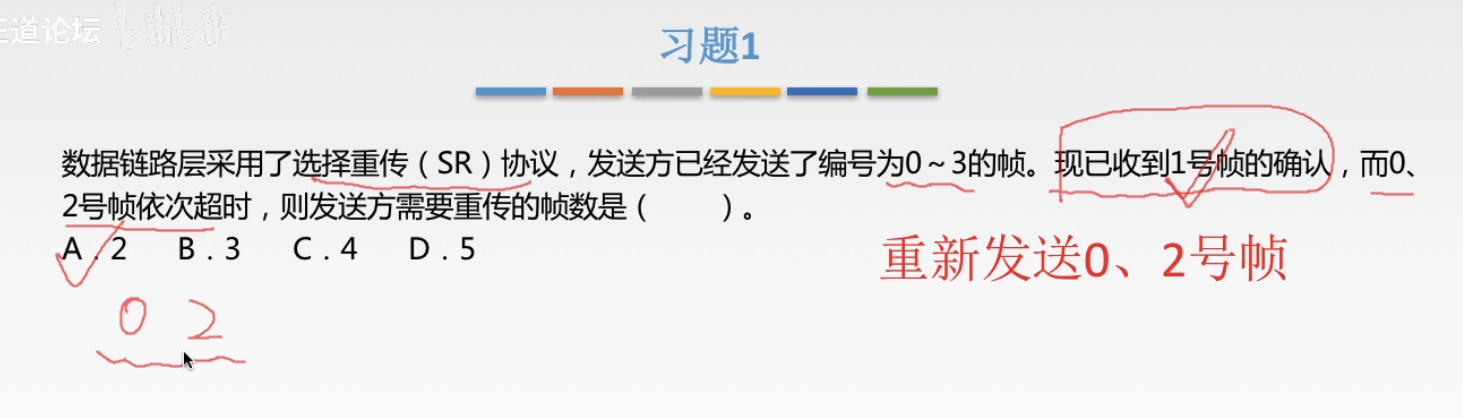 王道论坛 bilibili
习题1
数据链路层采用了选择重传（SR）协议，发送方已经发送了编号为0～3的帧。现已收到1号帧的确认，而0、
2号帧依次超时，则发送方需要重传的帧数是（　　）。
A．2　B．3　C．4　D．5
重新发送0、2号帧
0 2